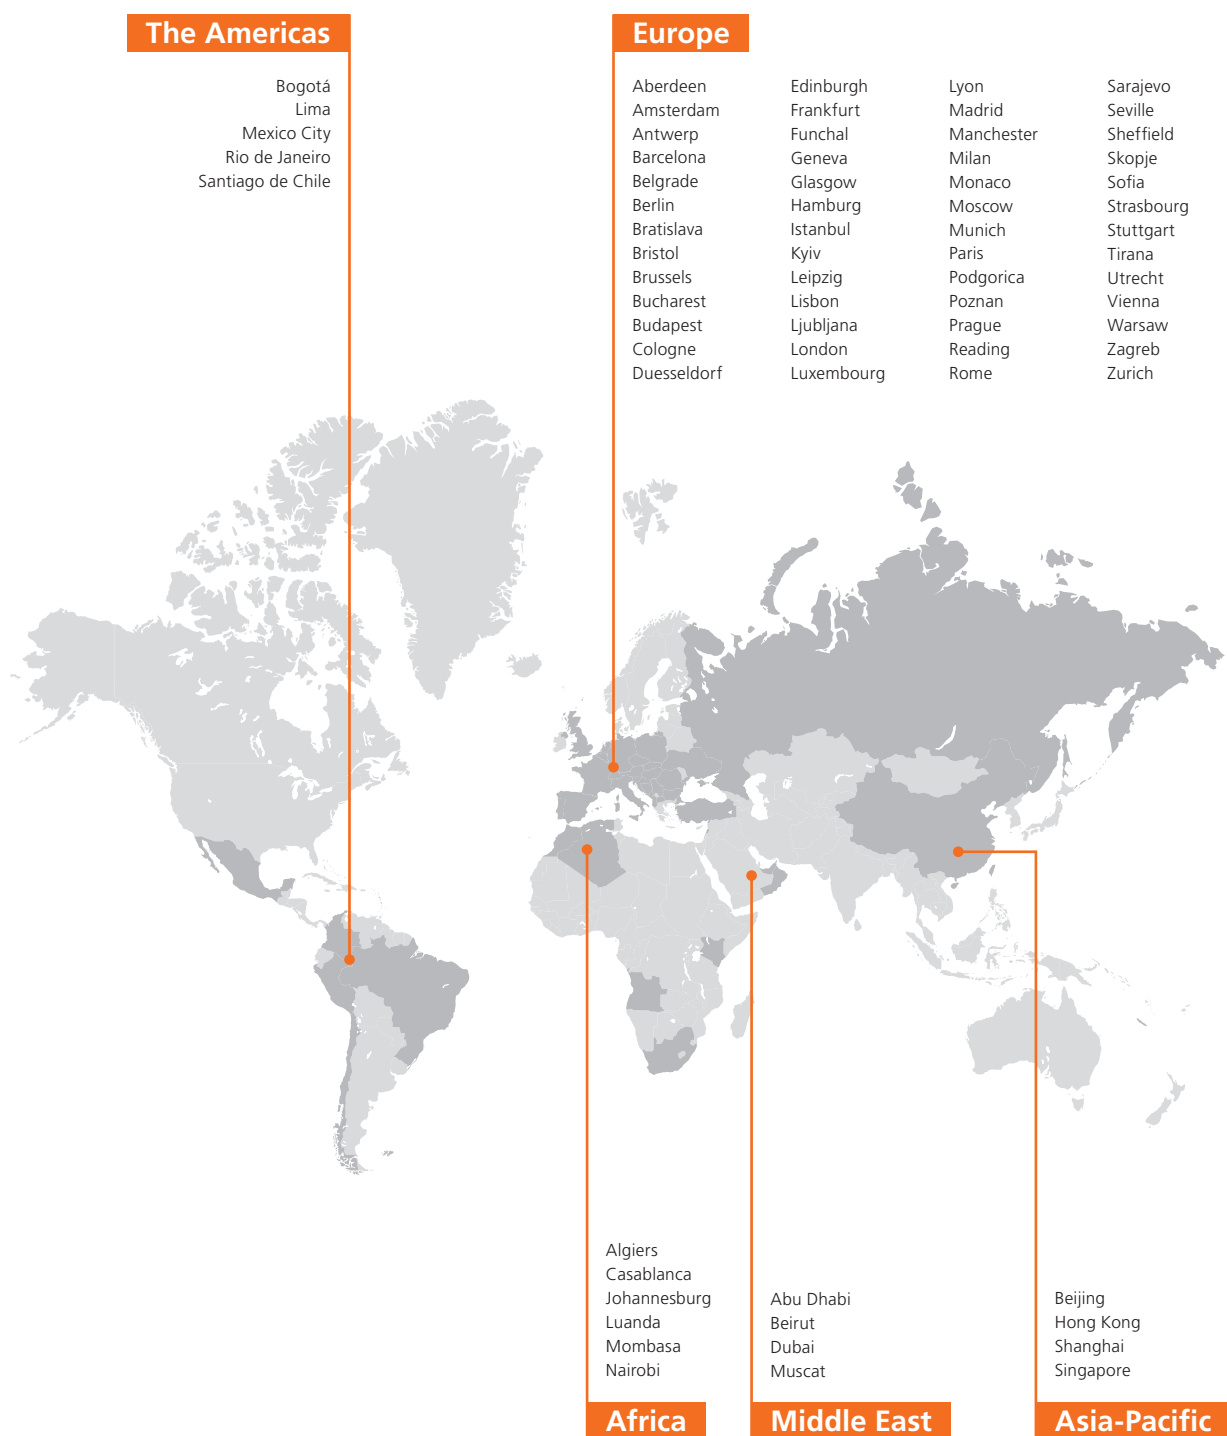 The Americas
Bogotá
Lima
Mexico City
Rio de Janeiro
Santiago de Chile
Europe
Aberdeen
Amsterdam
Antwerp
Barcelona
Belgrade
Berlin
Bratislava
Bristol
Brussels
Bucharest
Budapest
Cologne
Duesseldorf
Edinburgh
Frankfurt
Funchal
Geneva
Glasgow
Hamburg
Istanbul
Kyiv
Leipzig
Lisbon
Ljubljana
London
Luxembourg
Lyon
Madrid
Manchester
Milan
Monaco
Moscow
Munich
Paris
Podgorica
Poznan
Prague
Reading
Rome
Sarajevo
Seville
Sheffield
Skopje
Sofia
Strasbourg
Stuttgart
Tirana
Utrecht
Vienna
Warsaw
Zagreb
Zurich
Algiers
Casablanca
Johannesburg
Luanda
Mombasa
Nairobi
Africa
Abu Dhabi
Beirut
Dubai
Muscat
Middle East
Beijing
Hong Kong
Shanghai
Singapore
Asia-Pacific